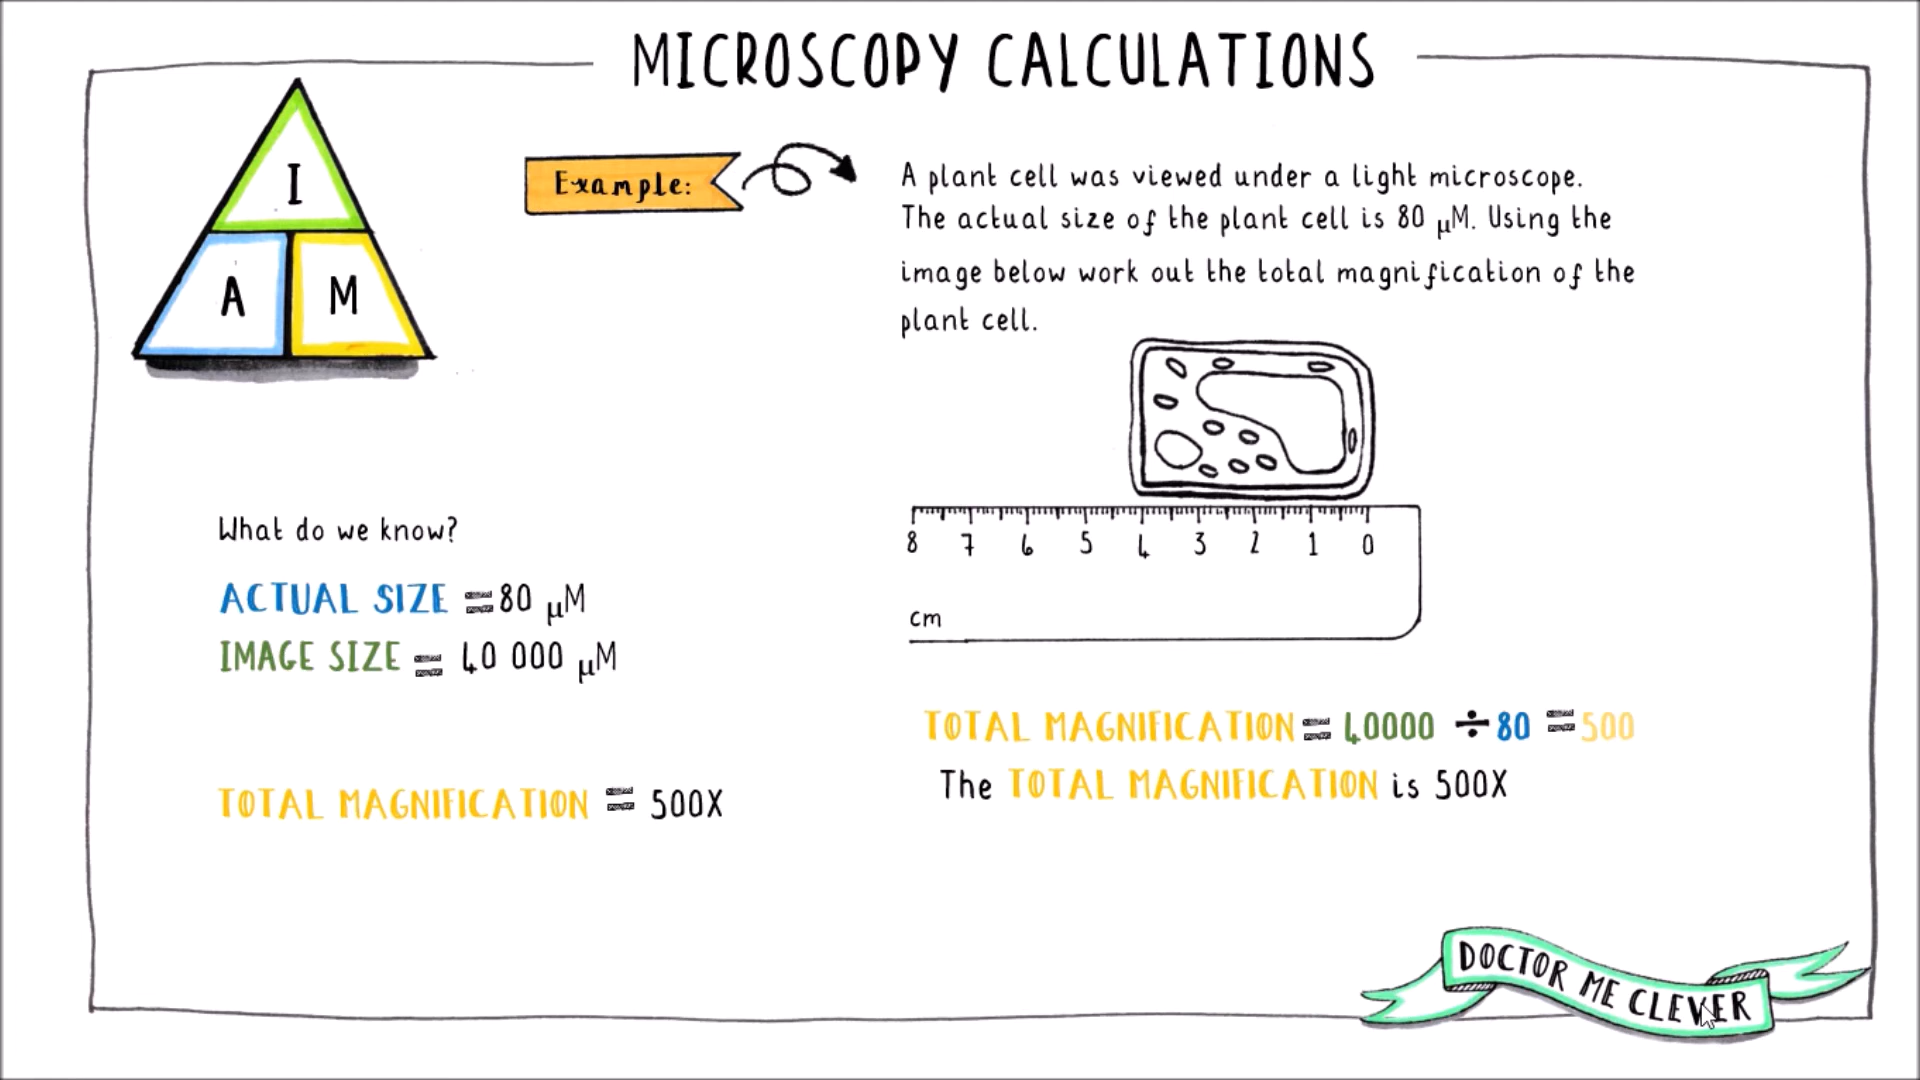 MICROSCOPY CALCULATIONS
I
A M
Example:
A plant cell was viewed under a light microscope.
The actual size of the plant cell is 80 µM. Using the
image below work out the total magnification of the
plant cell.
8 7 6 5 4 3 2 1 0
cm
What do we know?
ACTUAL SIZE = 80 µM
IMAGE SIZE = 40 000 µM
TOTAL MAGNIFICATION = 500X
TOTAL MAGNIFICATION = 40000 ÷ 80 = 500
The TOTAL MAGNIFICATION is 500X
DOCTOR ME CLEVER